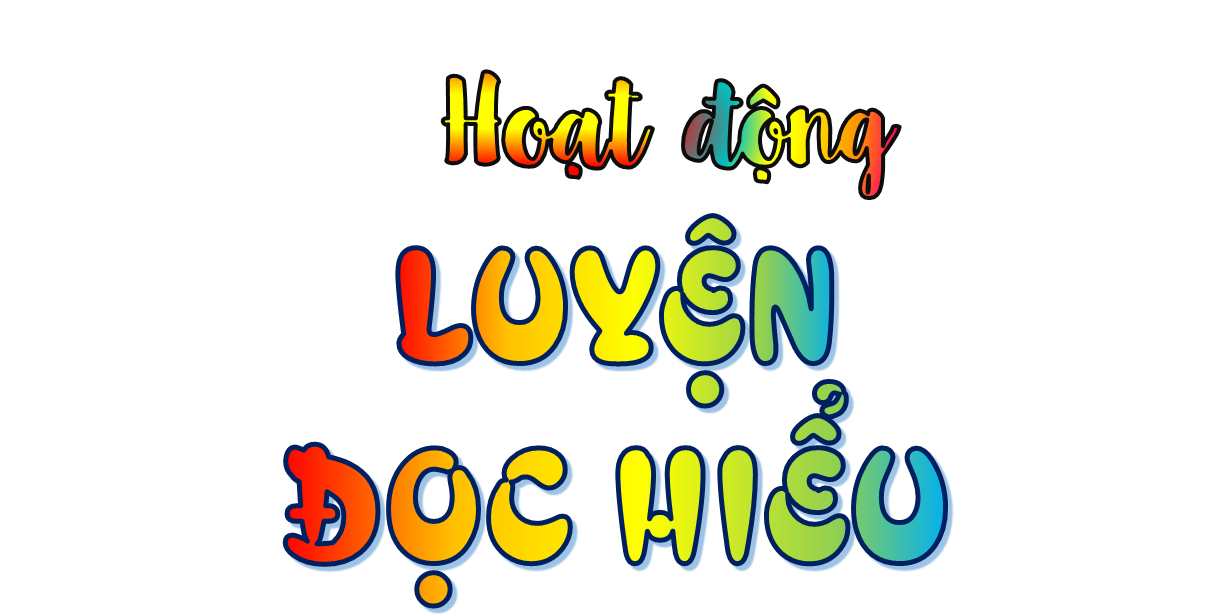 Hoạt động
LUYỆN
ĐỌC HIỂU